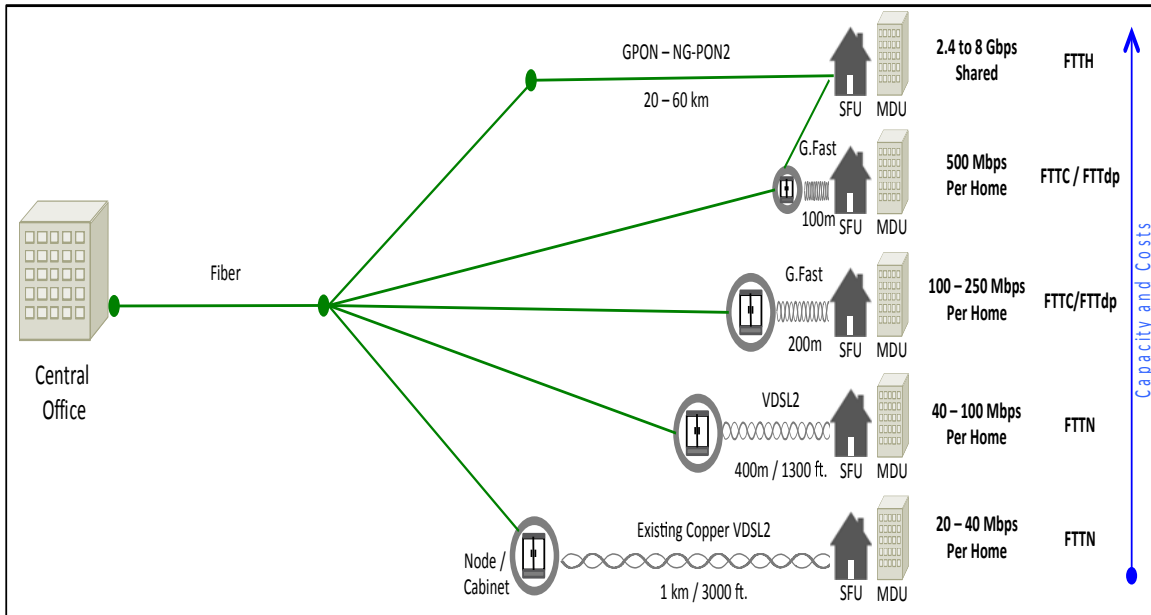 GPON – NG-PON2
20 – 60 km
SFU
MDU
2.4 to 8 Gbps
Shared
FTTH
G.Fast
100m
SFU
MDU
500 Mbps
Per Home
FTTC / FTTdp
Fiber
Central
Office
G.Fast
200m
SFU
MDU
100 – 250 Mbps
Per Home
FTTC/FTTdp
VDSL2
400m / 1300 ft.
SFU
MDU
40 – 100 Mbps
Per Home
FTTN
Node /
Cabinet
Existing Copper VDSL2
1 km / 3000 ft.
SFU
MDU
20 – 40 Mbps
Per Home
FTTN
Capacity and Costs